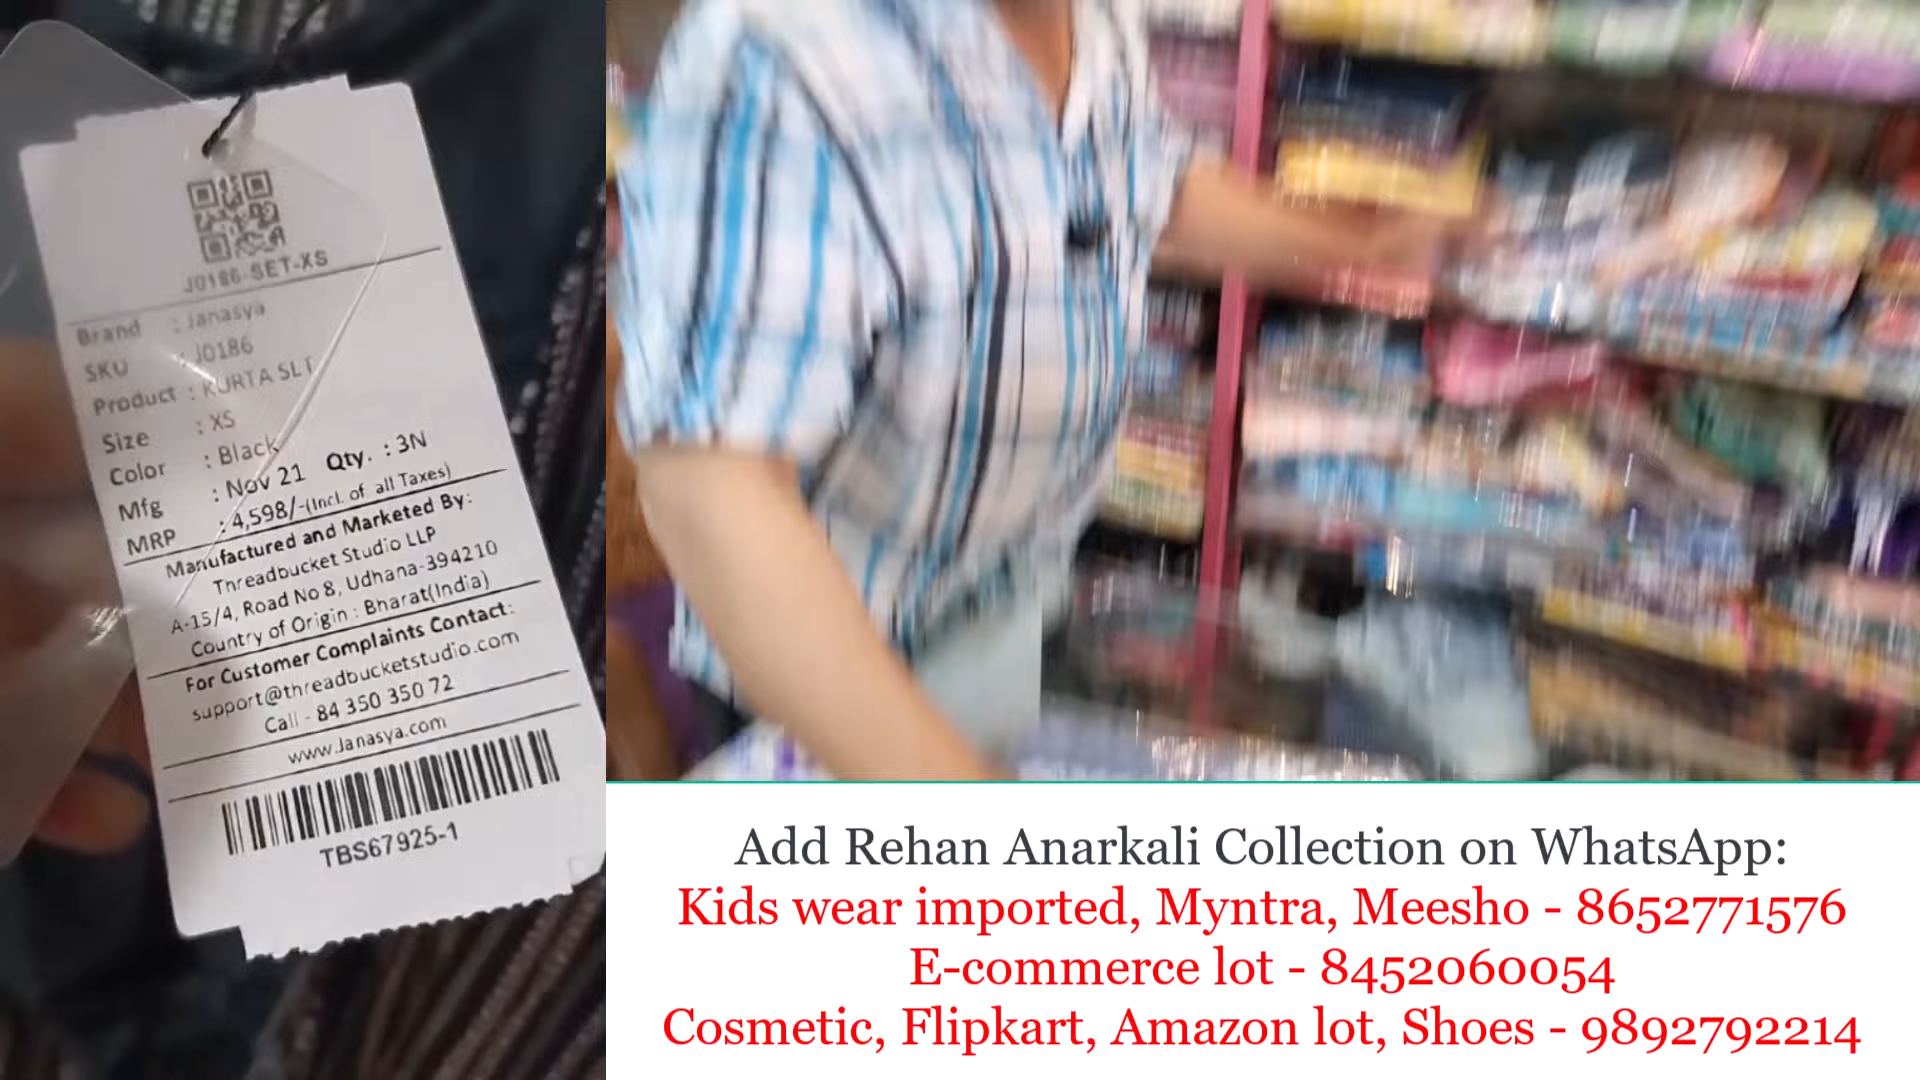 J0186-SET-XS
Brand : Janasya
SKU : J0186
Product : KURTA SLT
Size : XS
Color : Black
Mfg : Nov 21 Qty. : 3N
MRP : 4,598/-(Incl. of all Taxes)
Manufactured and Marketed By:
Threadbucket Studio LLP
A-15/4, Road No 8, Udhana-394210
Country of Origin : Bharat(India)
For Customer Complaints Contact:
support@threadbucketstudio.com
Call - 84 350 350 72
www.Janasya.com
TBS67925-1
Add Rehan Anarkali Collection on WhatsApp:
Kids wear imported, Myntra, Meesho - 8652771576
E-commerce lot - 8452060054
Cosmetic, Flipkart, Amazon lot, Shoes - 9892792214